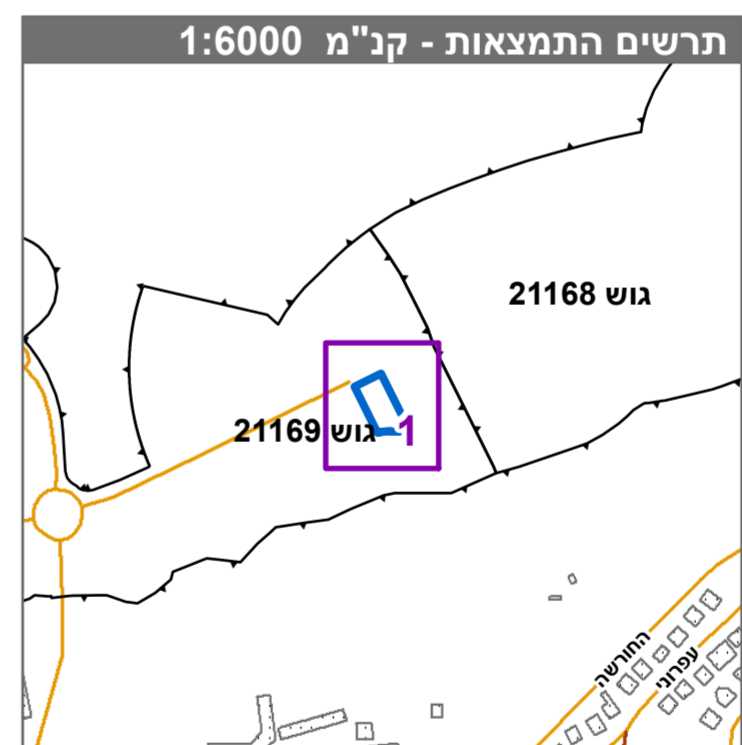 תרשים התמצאות - קנ"מ 1:6000
גוש 21168
גוש 21169
1
החורשה
עפרוני